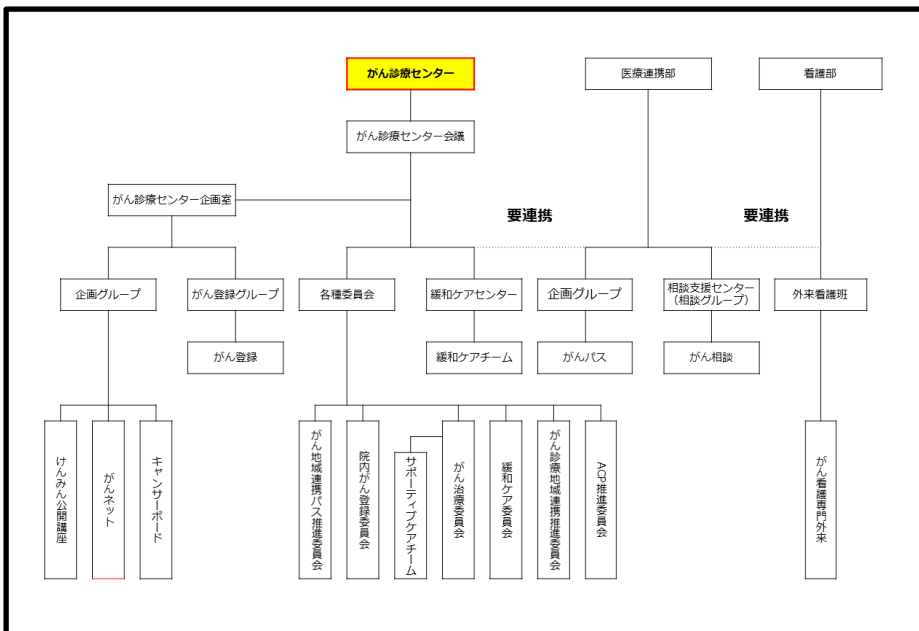 がん診療センター
医療連携部
看護部
がん診療センター会議
がん診療センター企画室
要連携
要連携
企画グループ
がん登録グループ
各種委員会
緩和ケアセンター
企画グループ
相談支援センター
（相談グループ）
外来看護班
がん登録
緩和ケアチーム
がんパス
がん相談
けんみん公開講座
がんネット
キャンサーボード
がん地域連携パス推進委員会
院内がん登録委員会
サポーティブケアチーム
がん治療委員会
緩和ケア委員会
がん診療地域連携推進委員会
ACP推進委員会
がん看護専門外来